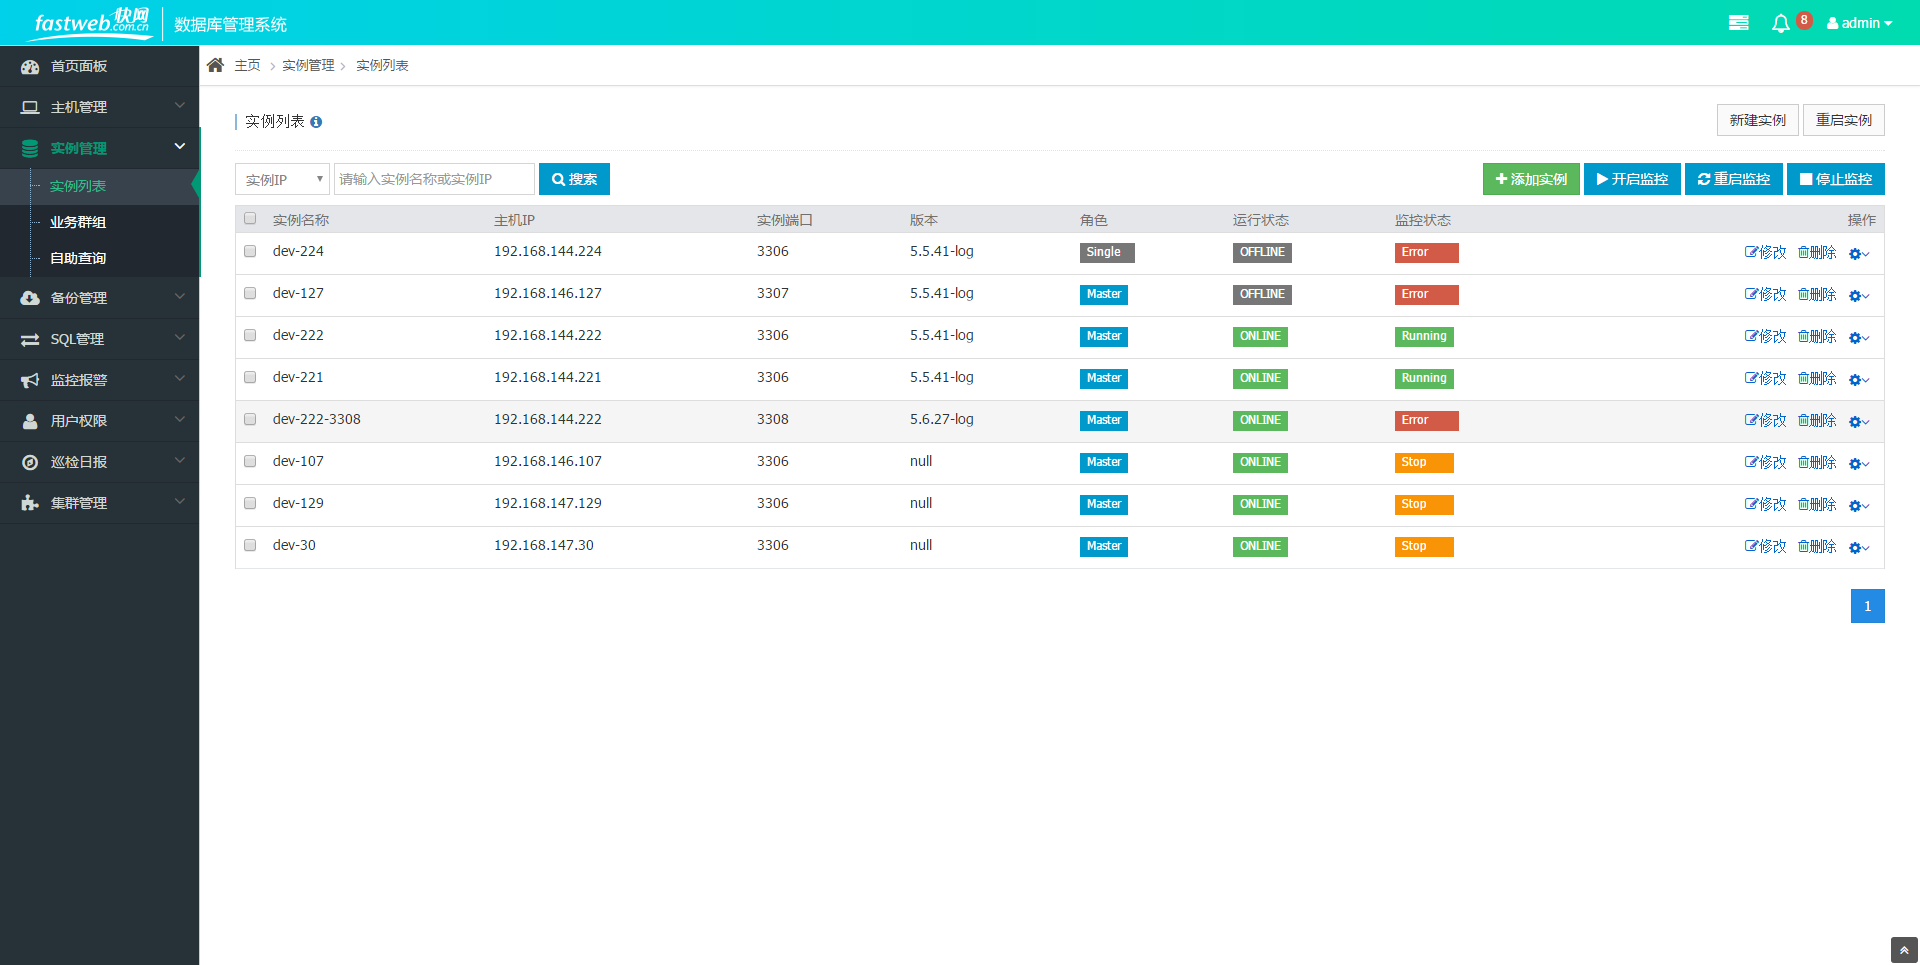 fastweb快网 .com.cn 数据库管理系统 8 admin
首页面板
主机管理
实例管理
实例列表
业务群组
自助查询
备份管理
SQL管理
监控报警
用户权限
巡检日报
集群管理
主页 实例管理 实例列表
实例列表 新建实例 重启实例
实例IP 请输入实例名称或实例IP 搜索 添加实例 开启监控 重启监控 停止监控
实例名称 主机IP 实例端口 版本 角色 运行状态 监控状态 操作
dev-224 192.168.144.224 3306 5.5.41-log Single OFFLINE Error 修改 删除
dev-127 192.168.146.127 3307 5.5.41-log Master OFFLINE Error 修改 删除
dev-222 192.168.144.222 3306 5.5.41-log Master ONLINE Running 修改 删除
dev-221 192.168.144.221 3306 5.5.41-log Master ONLINE Running 修改 删除
dev-222-3308 192.168.144.222 3308 5.6.27-log Master ONLINE Error 修改 删除
dev-107 192.168.146.107 3306 null Master ONLINE Stop 修改 删除
dev-129 192.168.147.129 3306 null Master ONLINE Stop 修改 删除
dev-30 192.168.147.30 3306 null Master ONLINE Stop 修改 删除
1